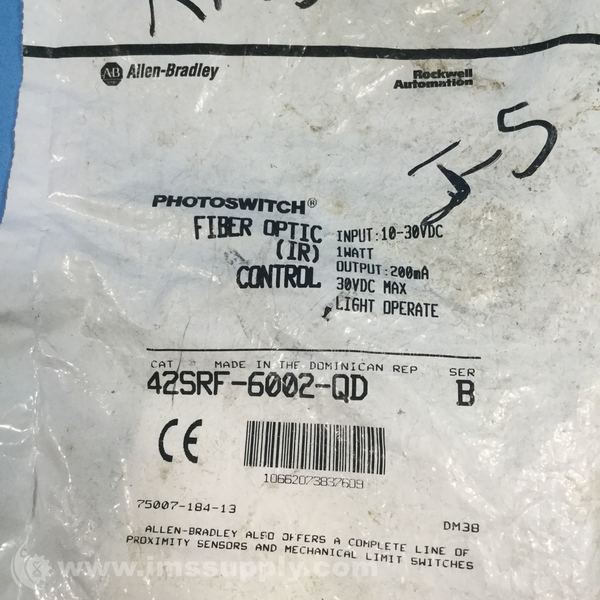 AB Allen-Bradley
Rockwell
Automation
J-5
PHOTOSWITCH®
FIBER OPTIC
(IR)
CONTROL
INPUT:10-30VDC
1WATT
OUTPUT:200mA
30VDC MAX
LIGHT OPERATE
CAT MADE IN THE DOMINICAN REP SER
42SRF-6002-QD B
CE
10662073837609
75007-184-13
DM38
ALLEN-BRADLEY ALSO OFFERS A COMPLETE LINE OF
PROXIMITY SENSORS AND MECHANICAL LIMIT SWITCHES
www.imssupply.com